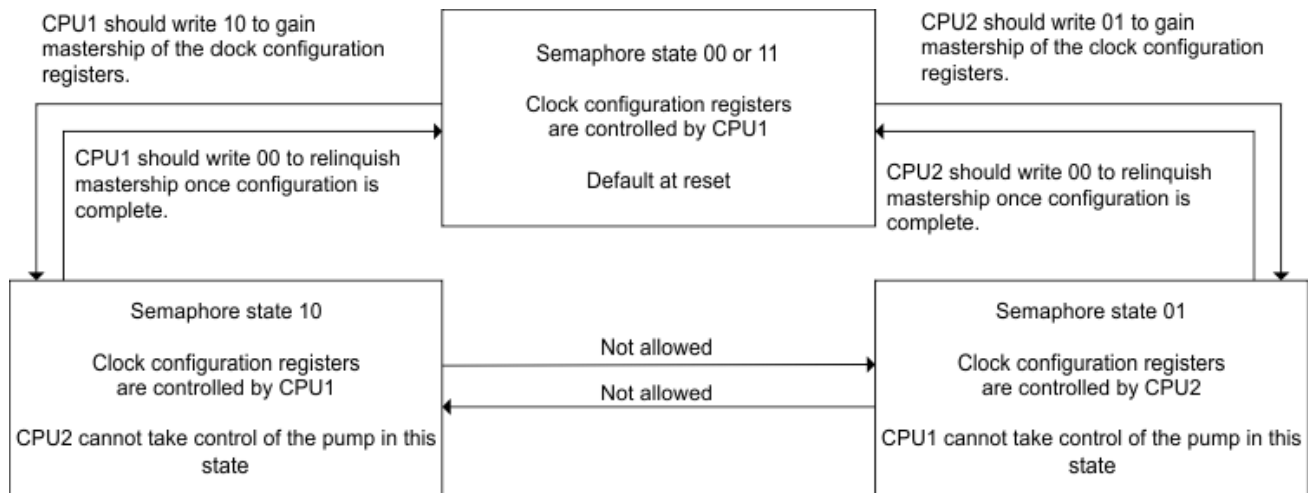 CPU1 should write 10 to gain
mastership of the clock configuration
registers.
Semaphore state 00 or 11
Clock configuration registers
are controlled by CPU1
Default at reset
CPU2 should write 01 to gain
mastership of the clock configuration
registers.
CPU1 should write 00 to relinquish
mastership once configuration is
complete.
CPU2 should write 00 to relinquish
mastership once configuration is
complete.
Semaphore state 10
Clock configuration registers
are controlled by CPU1
CPU2 cannot take control of the pump in this
state
Not allowed
Not allowed
Semaphore state 01
Clock configuration registers
are controlled by CPU2
CPU1 cannot take control of the pump in this
state